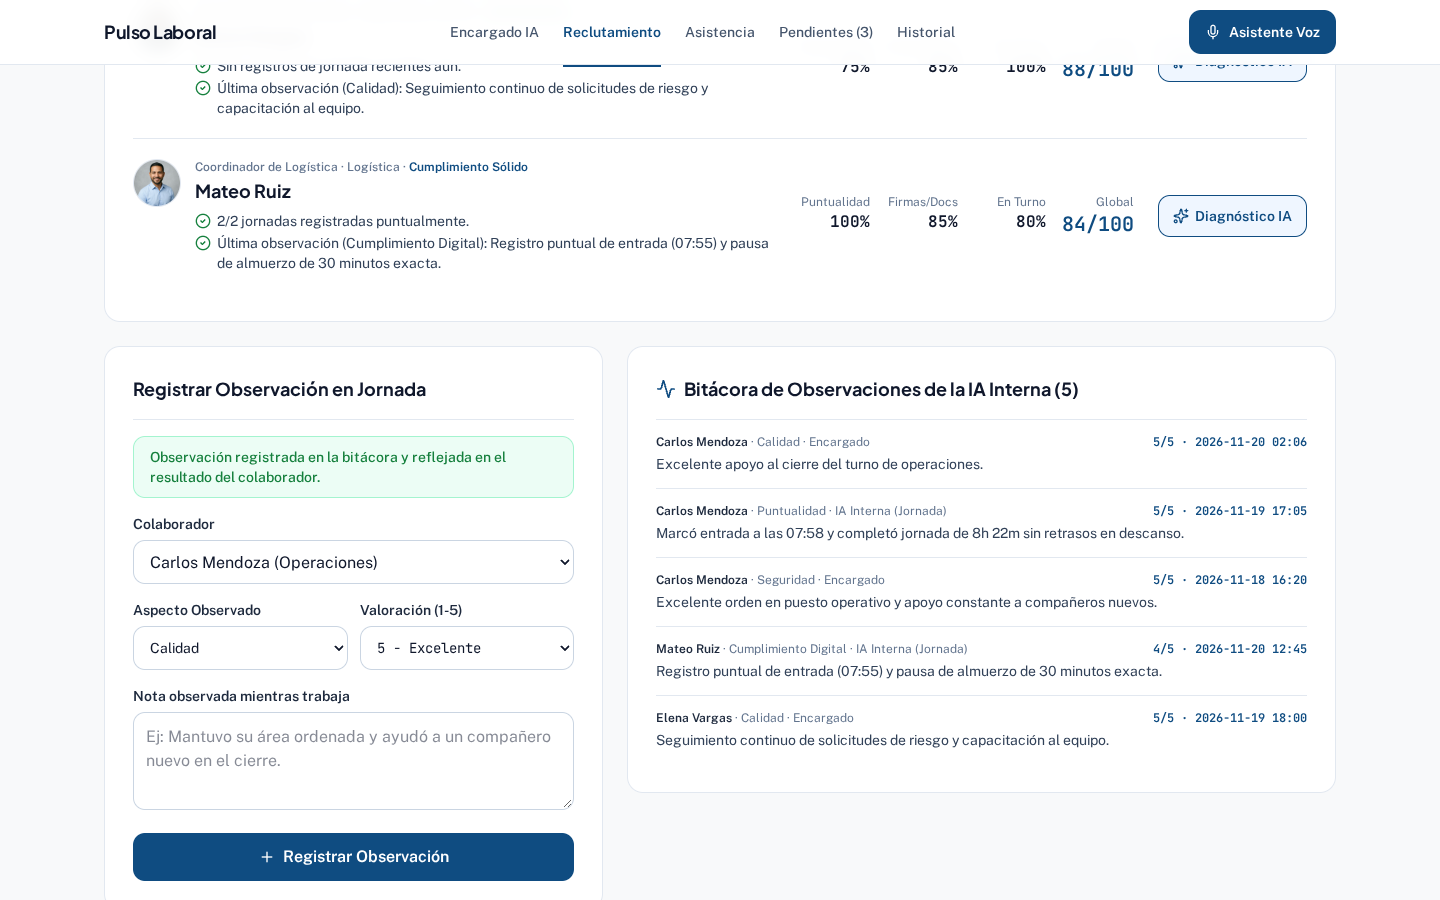 Pulso Laboral
Encargado IA
Reclutamiento
Asistencia
Pendientes (3)
Historial
Asistente Voz
Sin registros de jornada recientes aún.
Última observación (Calidad): Seguimiento continuo de solicitudes de riesgo y
capacitación al equipo.
75%
85%
100%
88/100
Diagnóstico IA
Coordinador de Logística · Logística · Cumplimiento Sólido
Mateo Ruiz
2/2 jornadas registradas puntualmente.
Última observación (Cumplimiento Digital): Registro puntual de entrada (07:55) y pausa
de almuerzo de 30 minutos exacta.
Puntualidad
100%
Firmas/Docs
85%
En Turno
80%
Global
84/100
Diagnóstico IA
Registrar Observación en Jornada
Observación registrada en la bitácora y reflejada en el
resultado del colaborador.
Colaborador
Carlos Mendoza (Operaciones)
Aspecto Observado
Calidad
Valoración (1-5)
5 - Excelente
Nota observada mientras trabaja
Ej: Mantuvo su área ordenada y ayudó a un compañero
nuevo en el cierre.
+ Registrar Observación
Bitácora de Observaciones de la IA Interna (5)
Carlos Mendoza · Calidad · Encargado
5/5 · 2026-11-20 02:06
Excelente apoyo al cierre del turno de operaciones.
Carlos Mendoza · Puntualidad · IA Interna (Jornada)
5/5 · 2026-11-19 17:05
Marcó entrada a las 07:58 y completó jornada de 8h 22m sin retrasos en descanso.
Carlos Mendoza · Seguridad · Encargado
5/5 · 2026-11-18 16:20
Excelente orden en puesto operativo y apoyo constante a compañeros nuevos.
Mateo Ruiz · Cumplimiento Digital · IA Interna (Jornada)
4/5 · 2026-11-20 12:45
Registro puntual de entrada (07:55) y pausa de almuerzo de 30 minutos exacta.
Elena Vargas · Calidad · Encargado
5/5 · 2026-11-19 18:00
Seguimiento continuo de solicitudes de riesgo y capacitación al equipo.